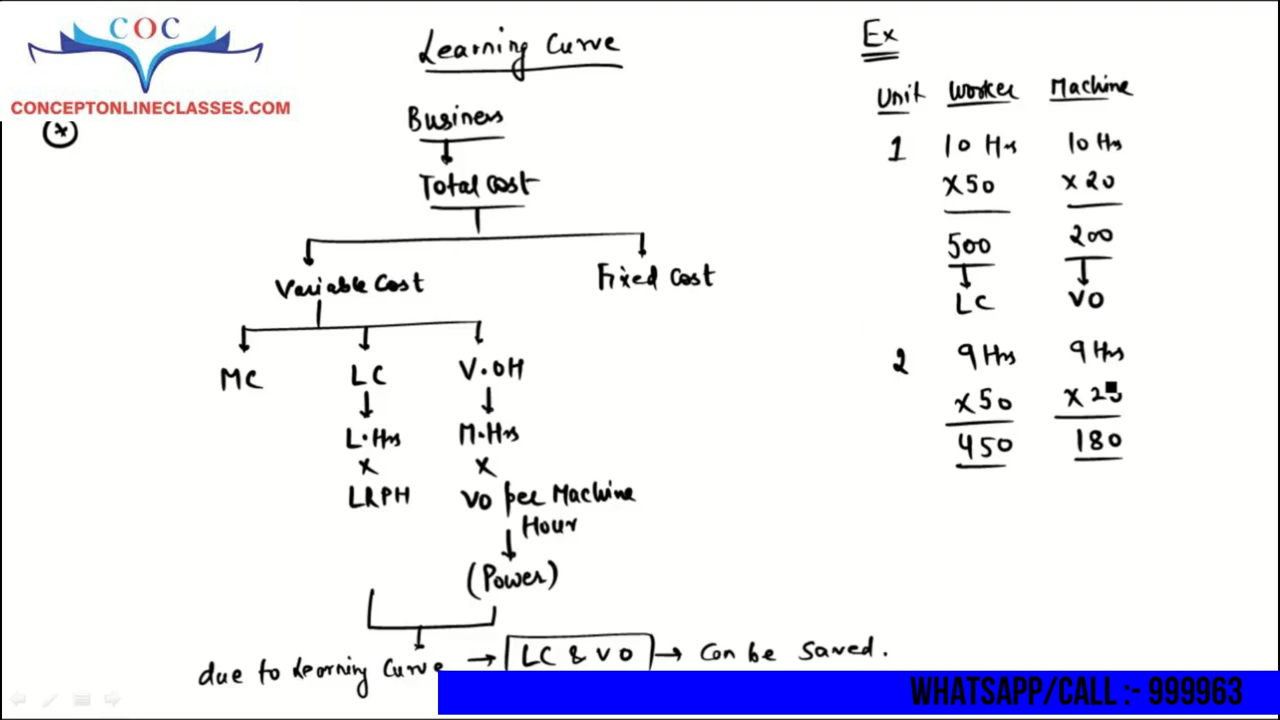 COC
CONCEPTONLINECLASSES.COM
Learning Curve
Business
Total Cost
Variable Cost
Fixed Cost
MC
LC
V.OH
L.Hrs
M.Hrs
X
X
LRPH
VO per Machine
Hour
(Power)
due to Learning Curve → LC & VO → Can be Saved.
Ex
Unit Worker Machine
1 10 Hrs 10 Hrs
X50 X 20
500 200
LC VO
2 9 Hrs 9 Hrs
X50 X 20
450 180
WHATSAPP/CALL :- 999963